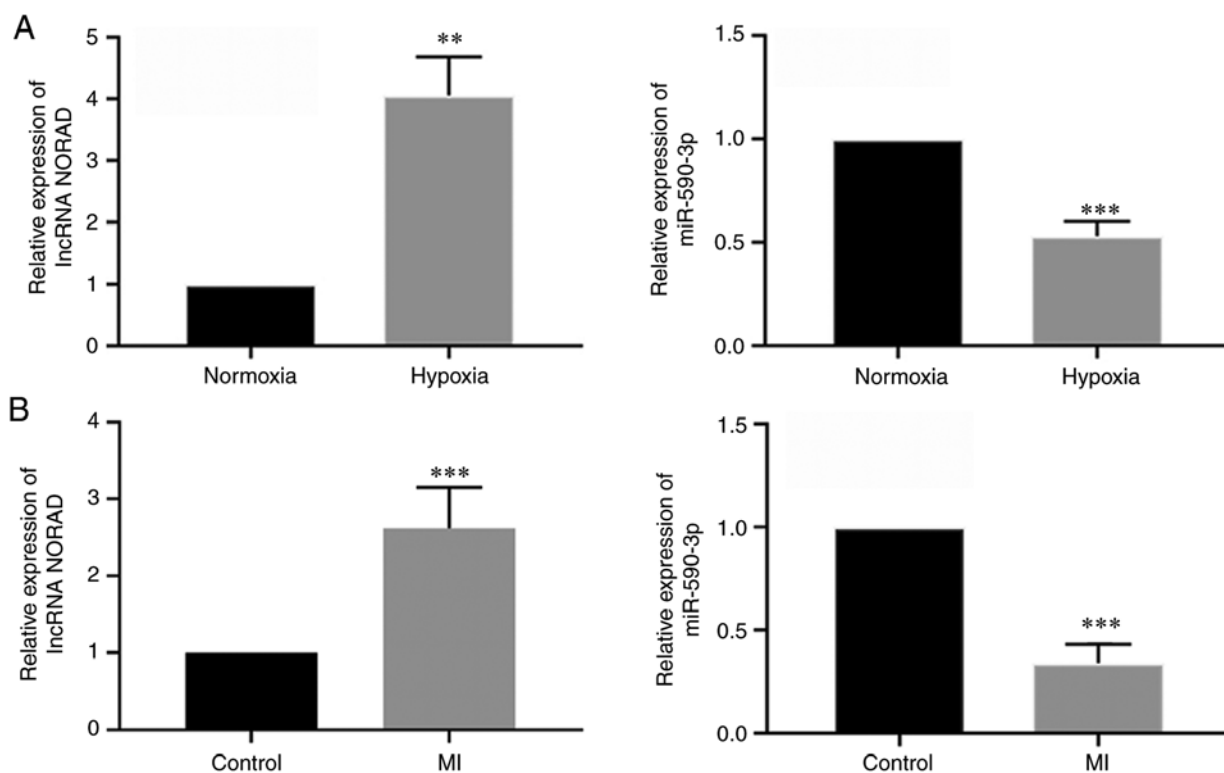 A
Relative expression of
lncRNA NORAD
5
4
3
2
1
0
**
Normoxia
Hypoxia
Relative expression of
miR-590-3p
1.5
1.0
0.5
0.0
***
Normoxia
Hypoxia
B
Relative expression of
lncRNA NORAD
4
3
2
1
0
***
Control
MI
Relative expression of
miR-590-3p
1.5
1.0
0.5
0.0
***
Control
MI